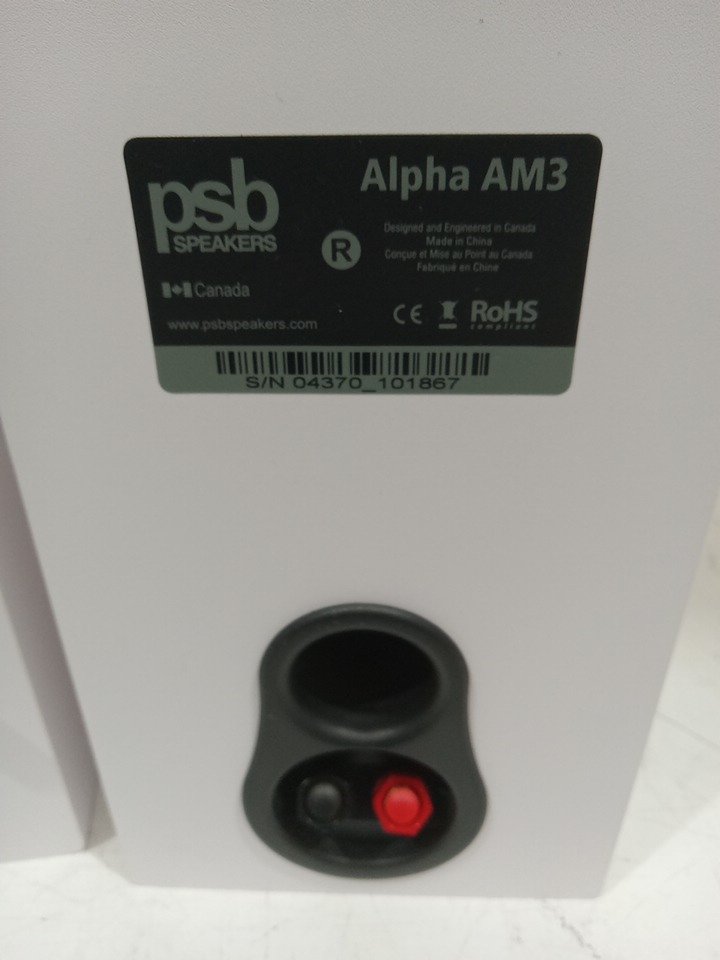 psb
SPEAKERS
Alpha AM3
R
Designed and Engineered in Canada
Made in China
Conçue et Mise au Point au Canada
Fabriqué en Chine
Canada
www.psbspeakers.com
CE
RoHS
compliant
S/N 04370_101867